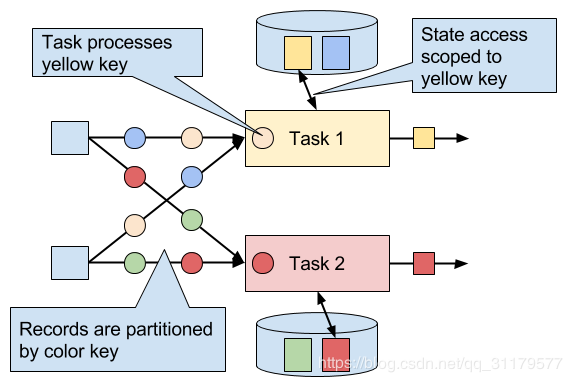 Task processes
yellow key
State access
scoped to
yellow key
Task 1
Task 2
Records are partitioned
by color key
https://blog.csdn.net/qq_31179577